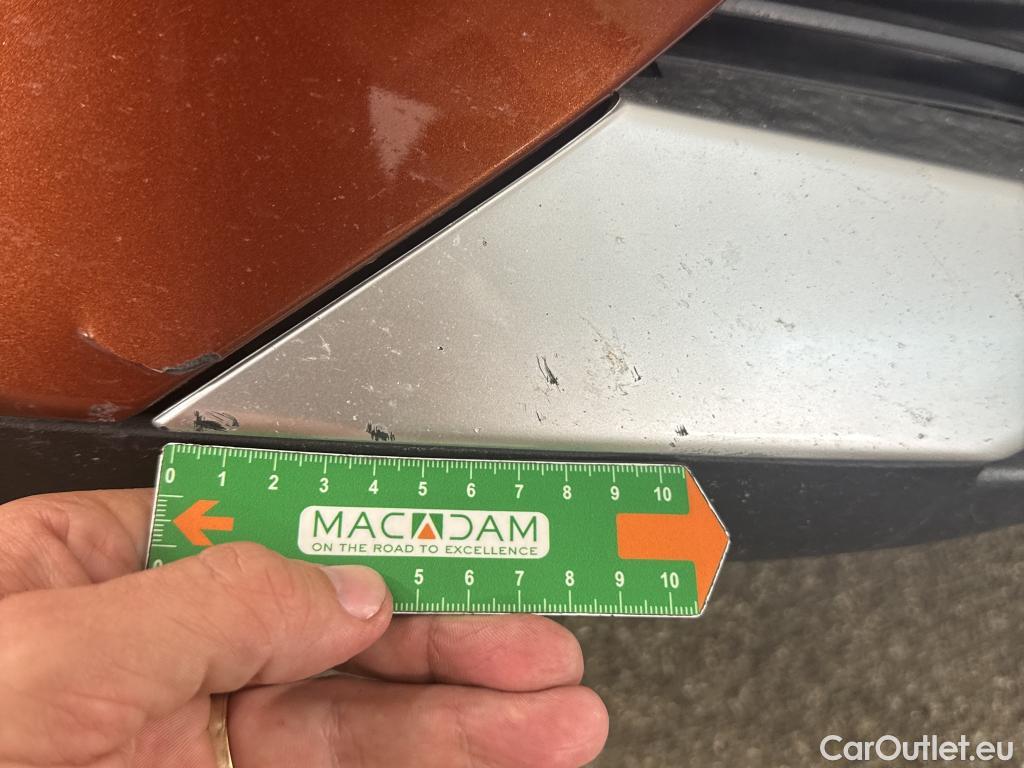 0 1 2 3 4 5 6 7 8 9 10
MACADAM
ON THE ROAD TO EXCELLENCE
5 6 7 8 9 10
CarOutlet.eu